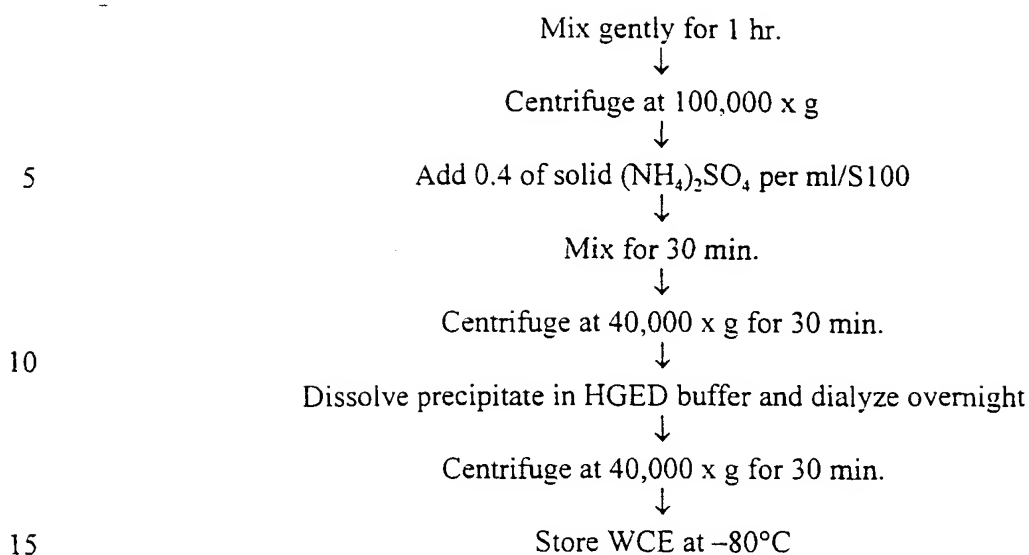 Mix gently for 1 hr.
↓
Centrifuge at 100,000 x g
↓
5 Add 0.4 of solid (NH₄)₂SO₄ per ml/S100
↓
Mix for 30 min.
↓
Centrifuge at 40,000 x g for 30 min.
10 ↓
Dissolve precipitate in HGED buffer and dialyze overnight
↓
Centrifuge at 40,000 x g for 30 min.
↓
15 Store WCE at –80°C